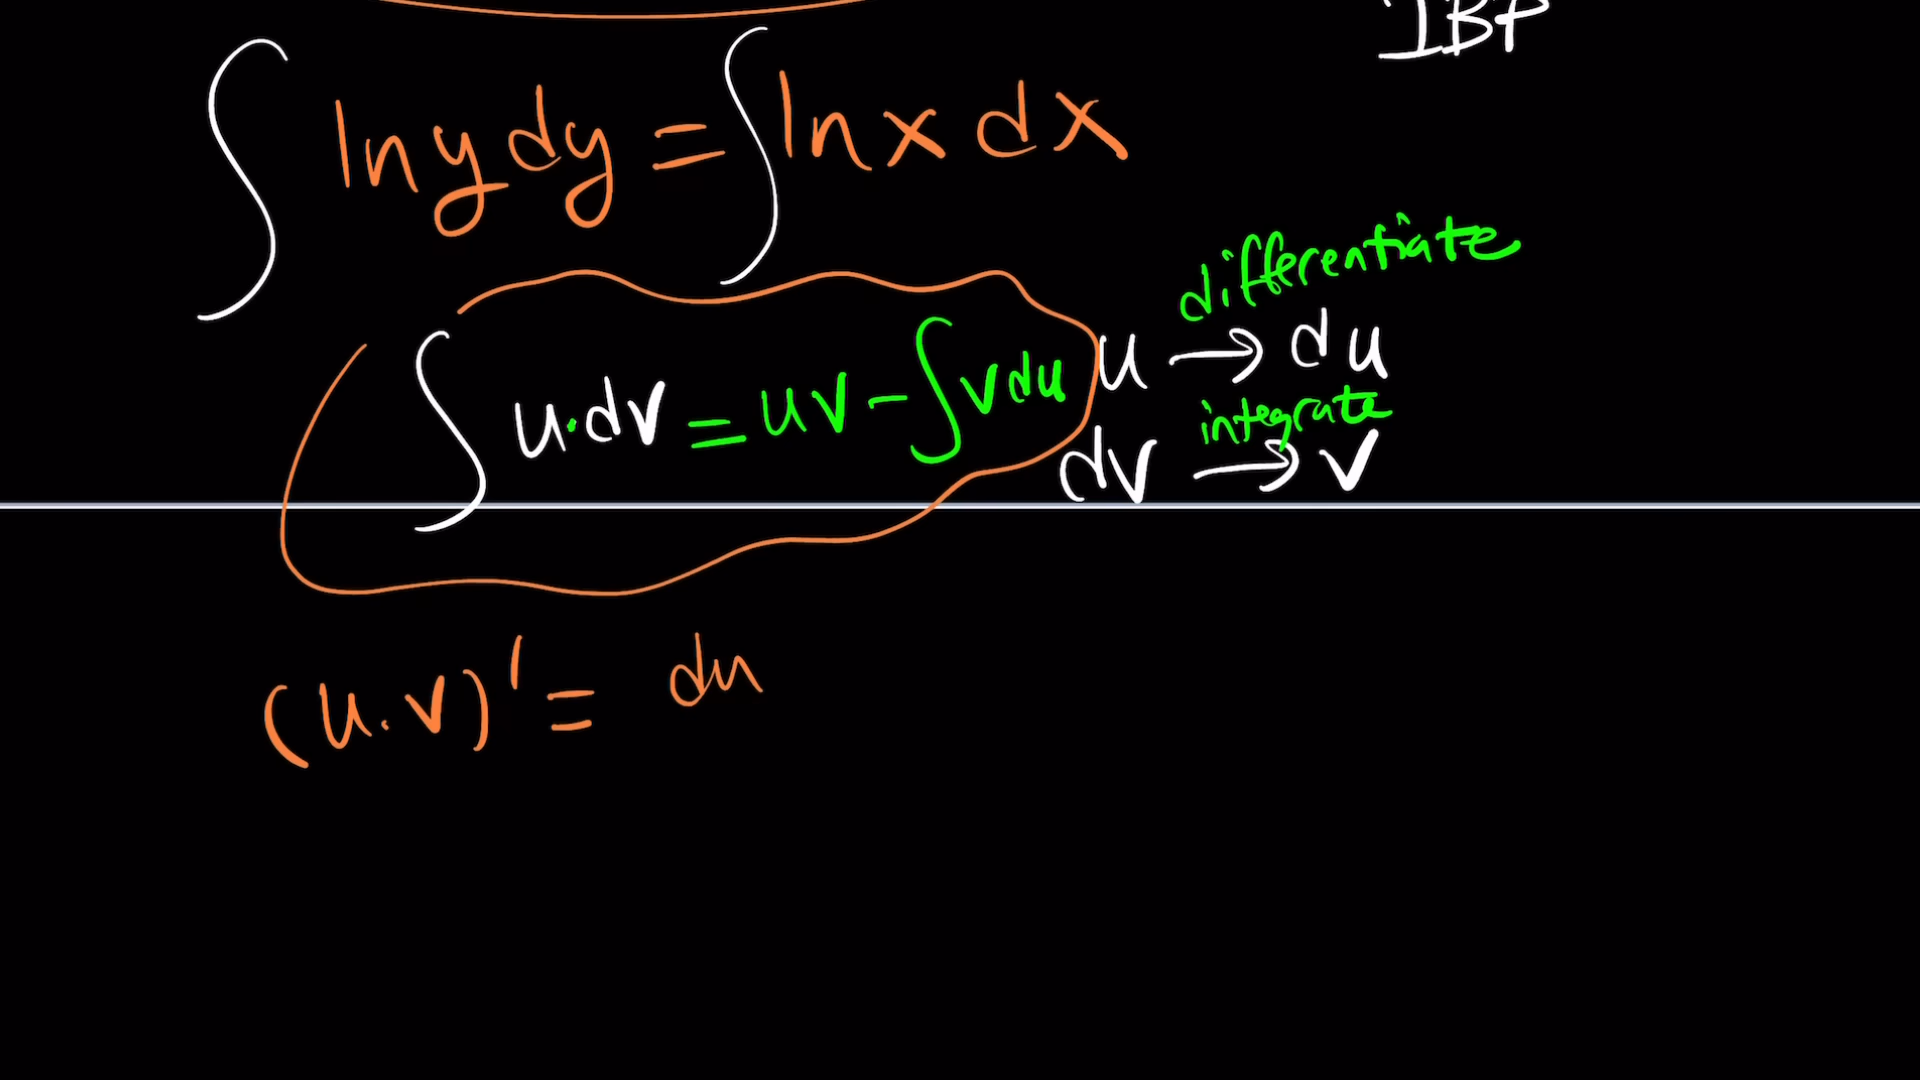 IBP
∫ ln y dy = ∫ ln x dx
differentiate
∫ u · dv = uv - ∫ v du
u → du
integrate
dv → v
(u . v)' = du